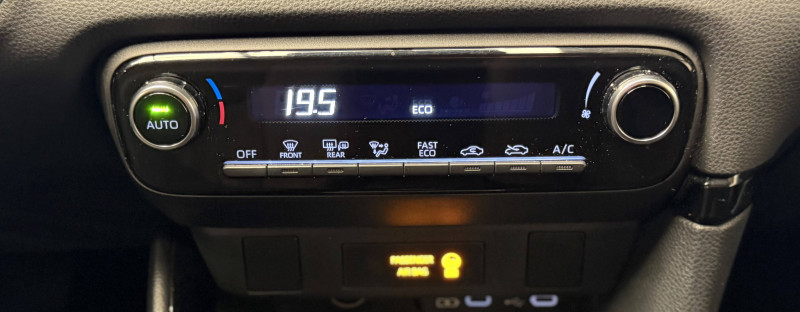 19.5 ECO
AUTO
OFF FRONT REAR FAST ECO A/C
PASSENGER
AIRBAG